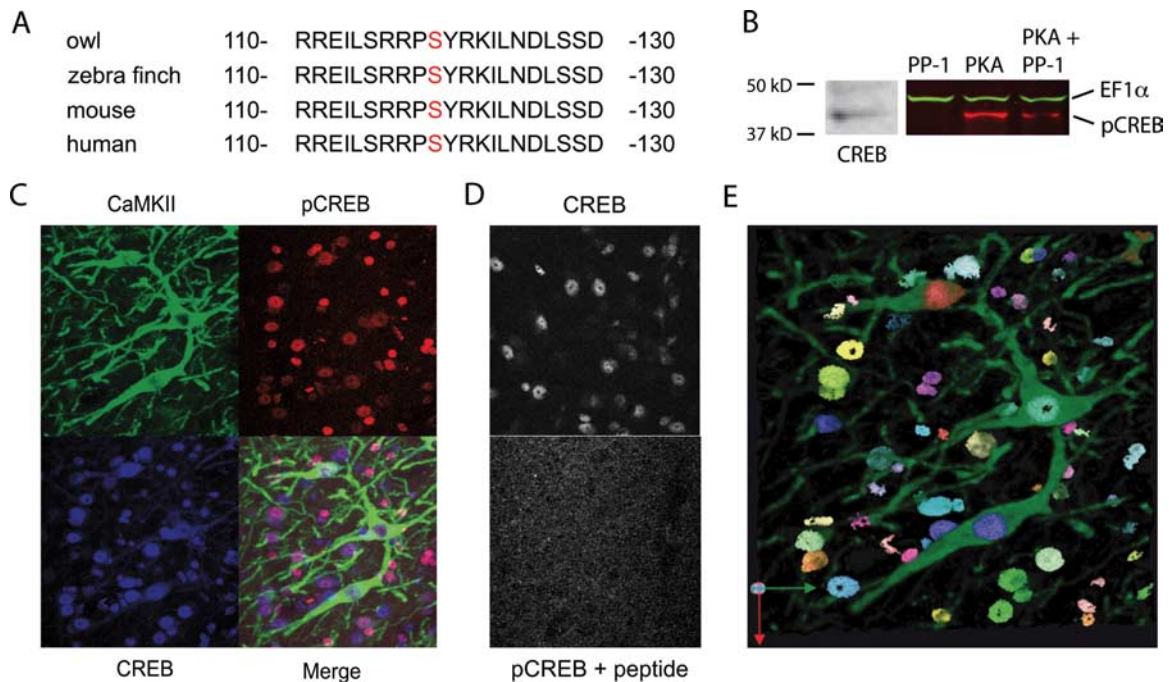 A
owl 110- RREILSRRPSYRKILNDLSSD -130
zebra finch 110- RREILSRRPSYRKILNDLSSD -130
mouse 110- RREILSRRPSYRKILNDLSSD -130
human 110- RREILSRRPSYRKILNDLSSD -130
B
PKA +
PP-1 PKA PP-1
50 kD
EF1α
pCREB
37 kD
CREB
C
CaMKII pCREB
CREB Merge
D
CREB
pCREB + peptide
E